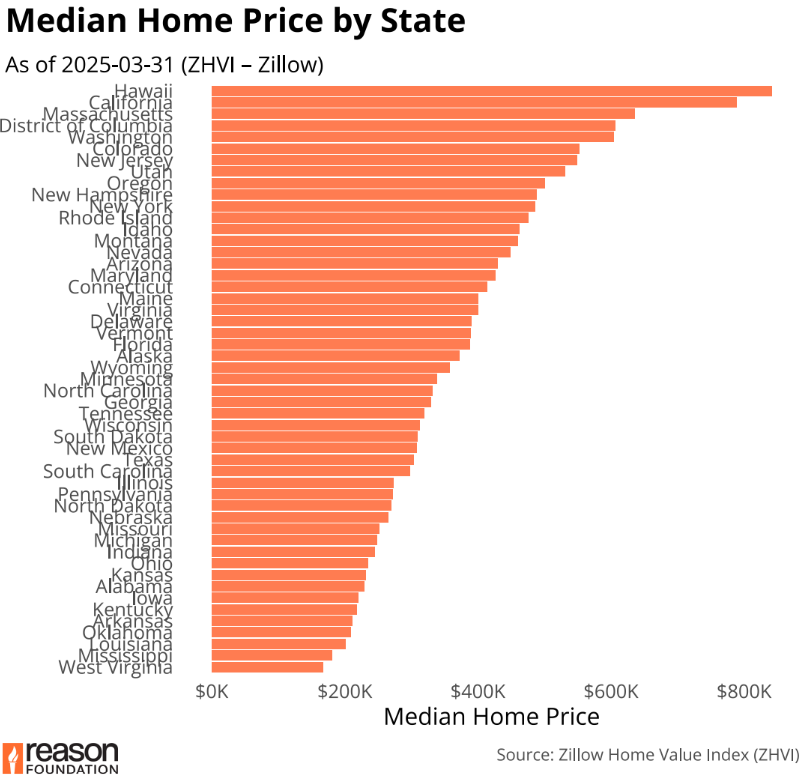 Median Home Price by State
As of 2025-03-31 (ZHVI – Zillow)
Hawaii
California
Massachusetts
District of Columbia
Washington
Colorado
New Jersey
Utah
Oregon
New Hampshire
New York
Rhode Island
Idaho
Montana
Nevada
Arizona
Maryland
Connecticut
Maine
Virginia
Delaware
Vermont
Florida
Alaska
Wyoming
Minnesota
North Carolina
Georgia
Tennessee
Wisconsin
South Dakota
New Mexico
Texas
South Carolina
Illinois
Pennsylvania
North Dakota
Nebraska
Missouri
Michigan
Indiana
Ohio
Kansas
Alabama
Iowa
Kentucky
Arkansas
Oklahoma
Louisiana
Mississippi
West Virginia
$0K $200K $400K $600K $800K
Median Home Price
reason
FOUNDATION
Source: Zillow Home Value Index (ZHVI)